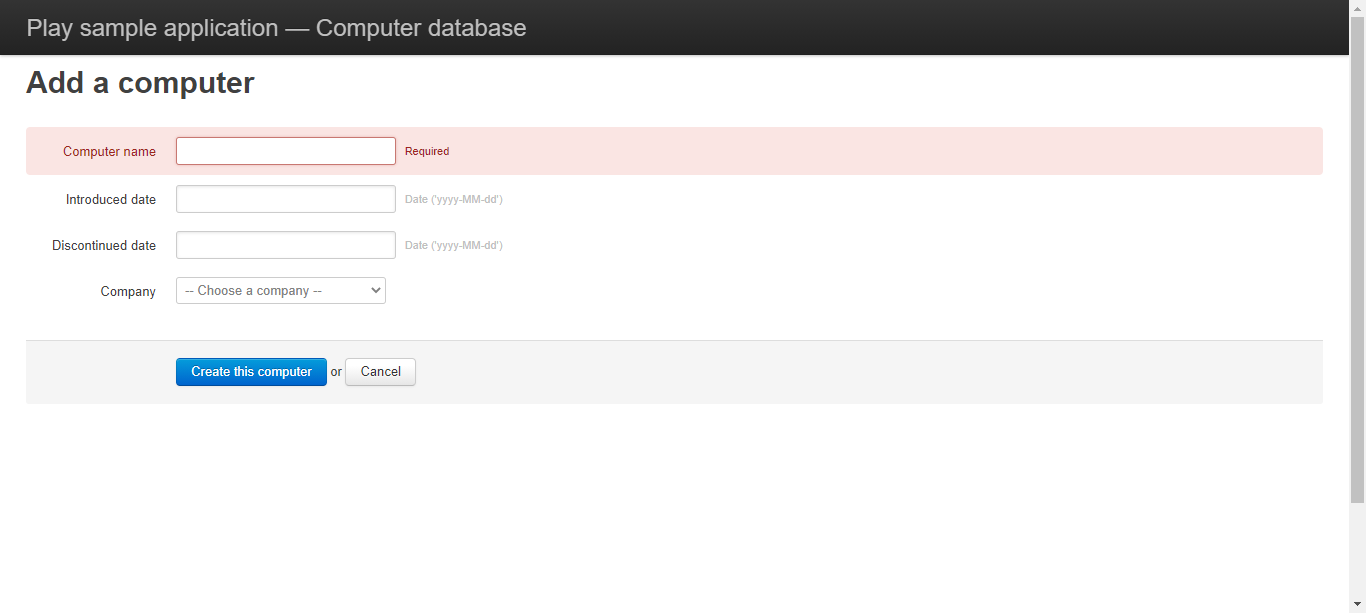 Play sample application — Computer database
Add a computer
Computer name Required
Introduced date Date ('yyyy-MM-dd')
Discontinued date Date ('yyyy-MM-dd')
Company -- Choose a company --
Create this computer or Cancel